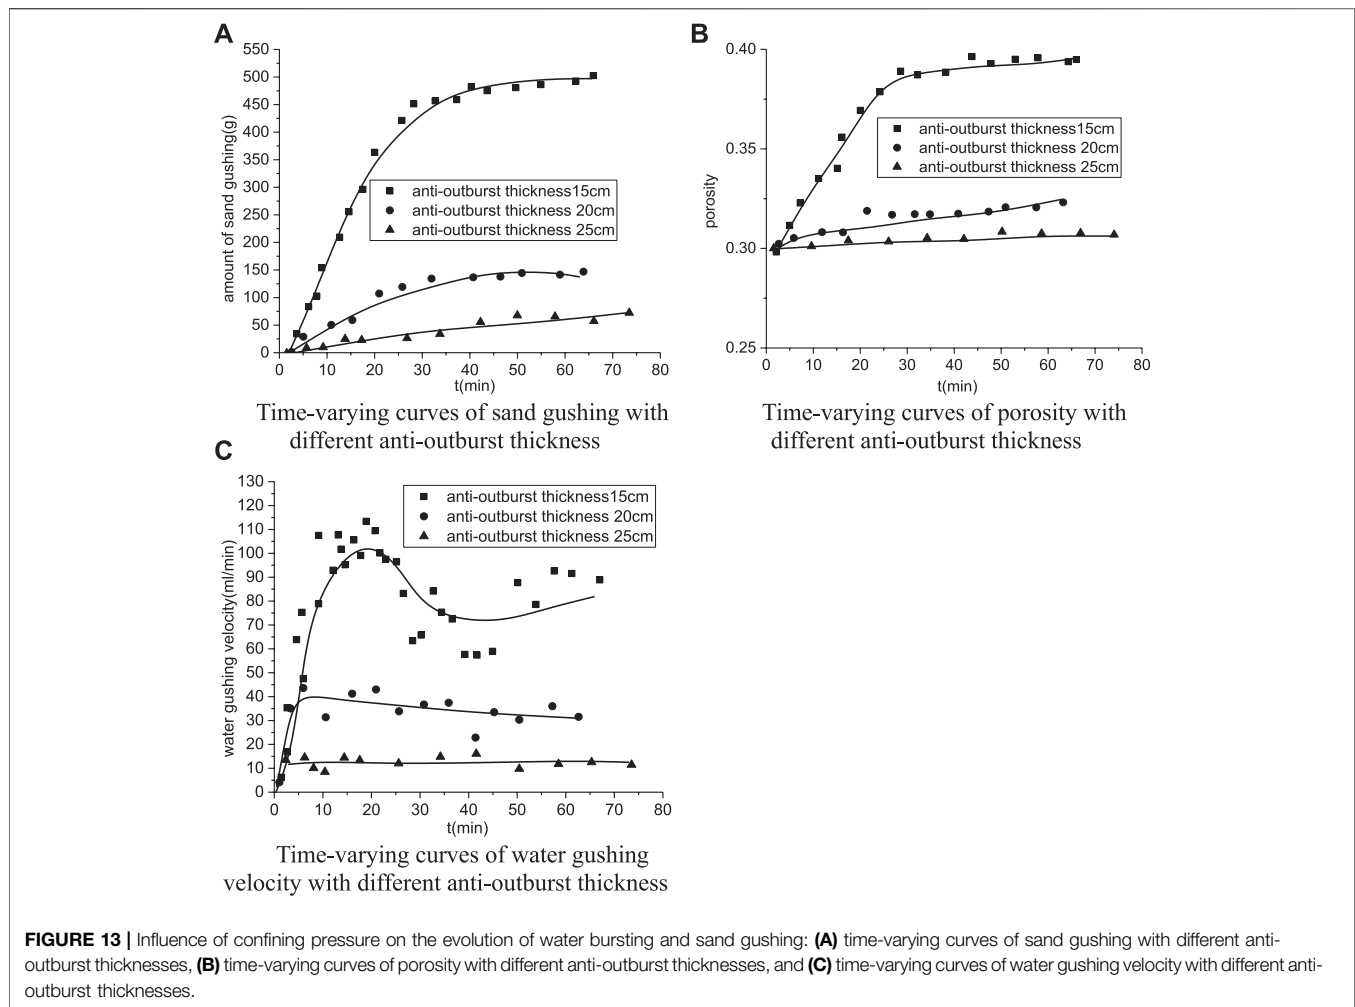 A
550
500
450
400
350
300
250
200
150
100
50
0
amount of sand gushing(g)
anti-outburst thickness15cm
anti-outburst thickness 20cm
anti-outburst thickness 25cm
0 10 20 30 40 50 60 70 80
t(min)
Time-varying curves of sand gushing with
different anti-outburst thickness
B
0.40
0.35
0.30
0.25
porosity
anti-outburst thickness15cm
anti-outburst thickness 20cm
anti-outburst thickness 25cm
0 10 20 30 40 50 60 70 80
t(min)
Time-varying curves of porosity with
different anti-outburst thickness
C
130
120
110
100
90
80
70
60
50
40
30
20
10
0
water gushing velocity(ml/min)
anti-outburst thickness15cm
anti-outburst thickness 20cm
anti-outburst thickness 25cm
0 10 20 30 40 50 60 70 80
t(min)
Time-varying curves of water gushing
velocity with different anti-outburst thickness
FIGURE 13 | Influence of confining pressure on the evolution of water bursting and sand gushing: (A) time-varying curves of sand gushing with different anti-
outburst thicknesses, (B) time-varying curves of porosity with different anti-outburst thicknesses, and (C) time-varying curves of water gushing velocity with different anti-
outburst thicknesses.